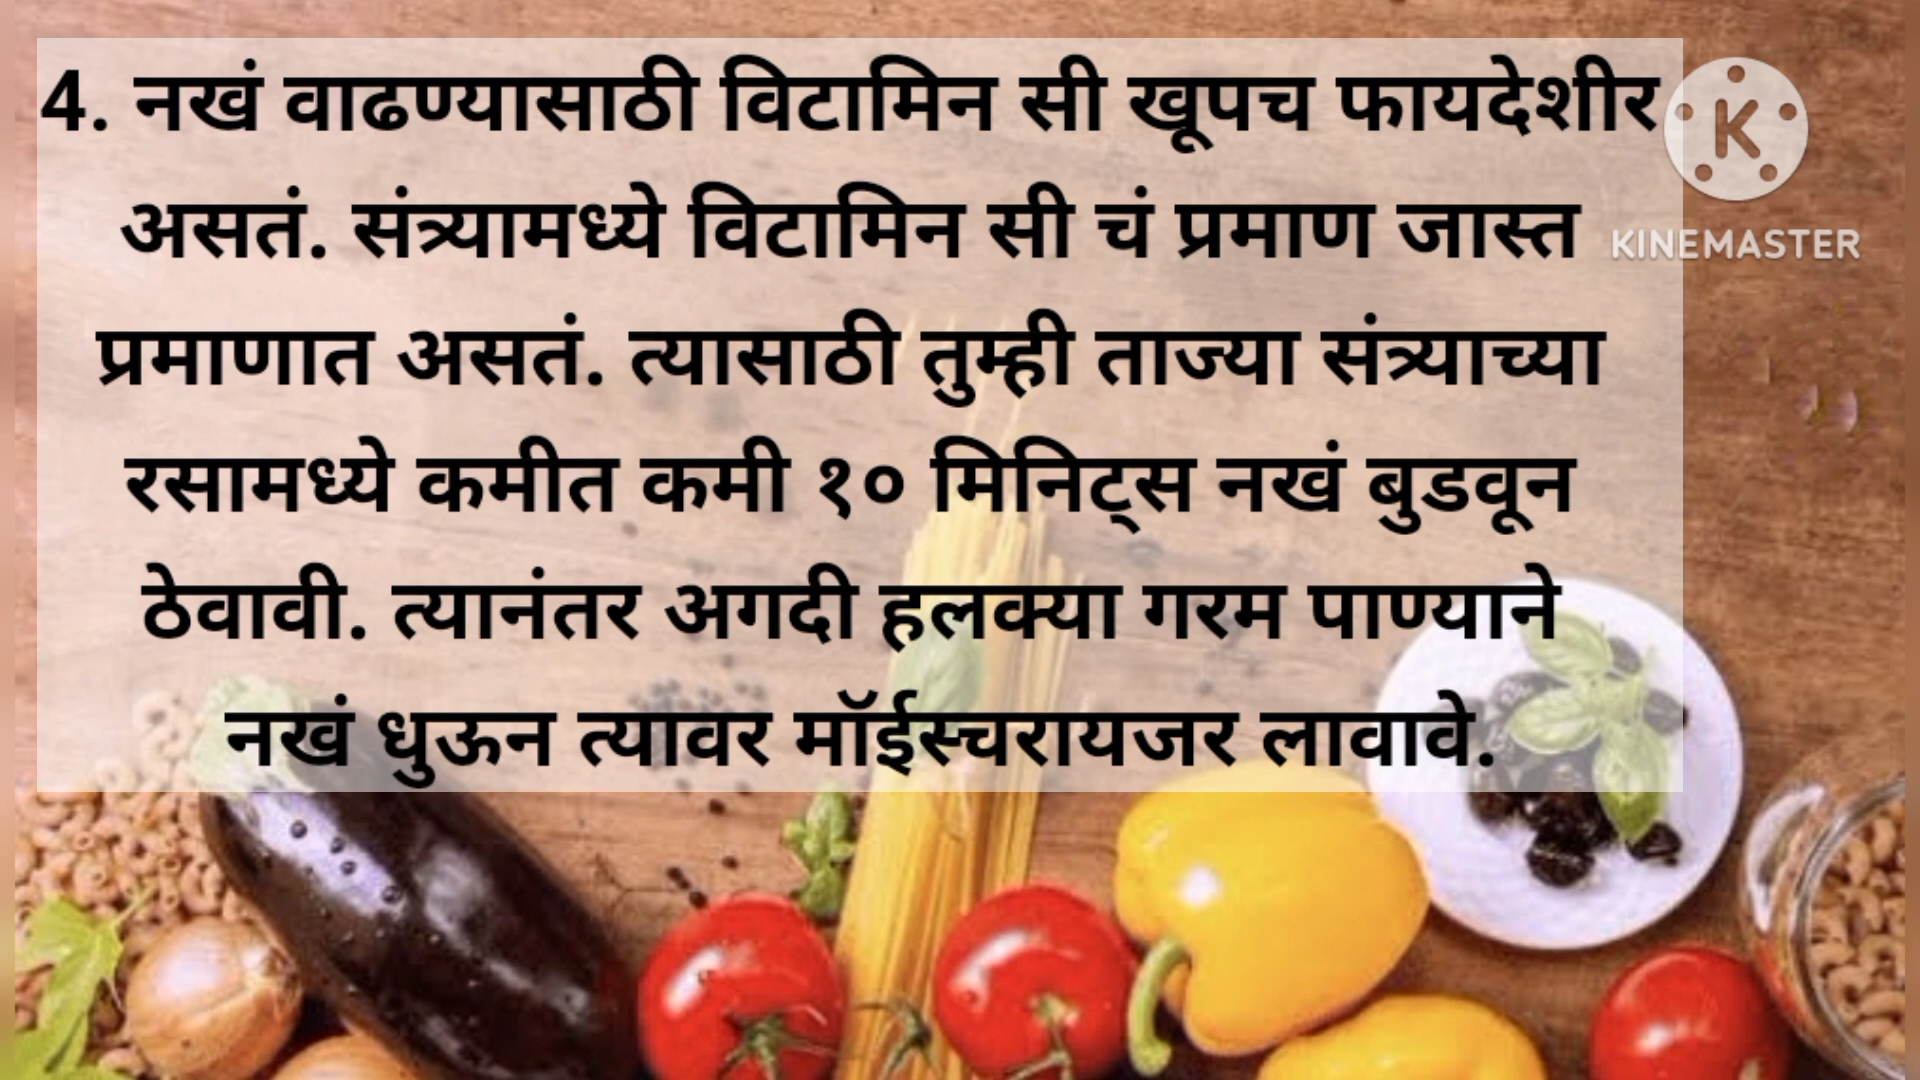 4. नखं वाढण्यासाठी विटामिन सी खूपच फायदेशीर
असतं. संत्र्यामध्ये विटामिन सी चं प्रमाण जास्त
प्रमाणात असतं. त्यासाठी तुम्ही ताज्या संत्र्याच्या
रसामध्ये कमीत कमी १० मिनिट्स नखं बुडवून
ठेवावी. त्यानंतर अगदी हलक्या गरम पाण्याने
नखं धुऊन त्यावर मॉईस्चरायजर लावावे.
K
KINEMASTER